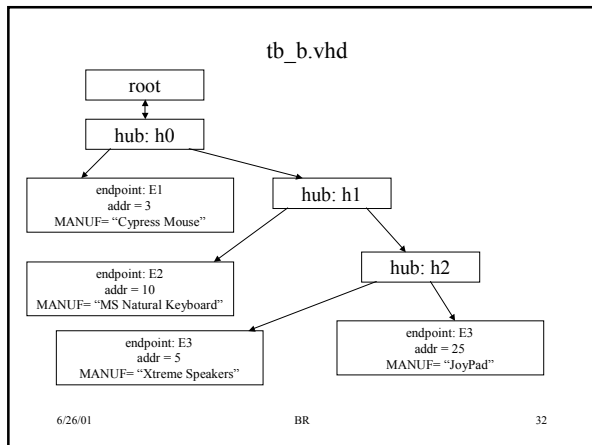 tb_b.vhd
root
hub: h0
endpoint: E1
addr = 3
MANUF= “Cypress Mouse”
hub: h1
endpoint: E2
addr = 10
MANUF= “MS Natural Keyboard”
hub: h2
endpoint: E3
addr = 5
MANUF= “Xtreme Speakers”
endpoint: E3
addr = 25
MANUF= “JoyPad”
6/26/01
BR
32